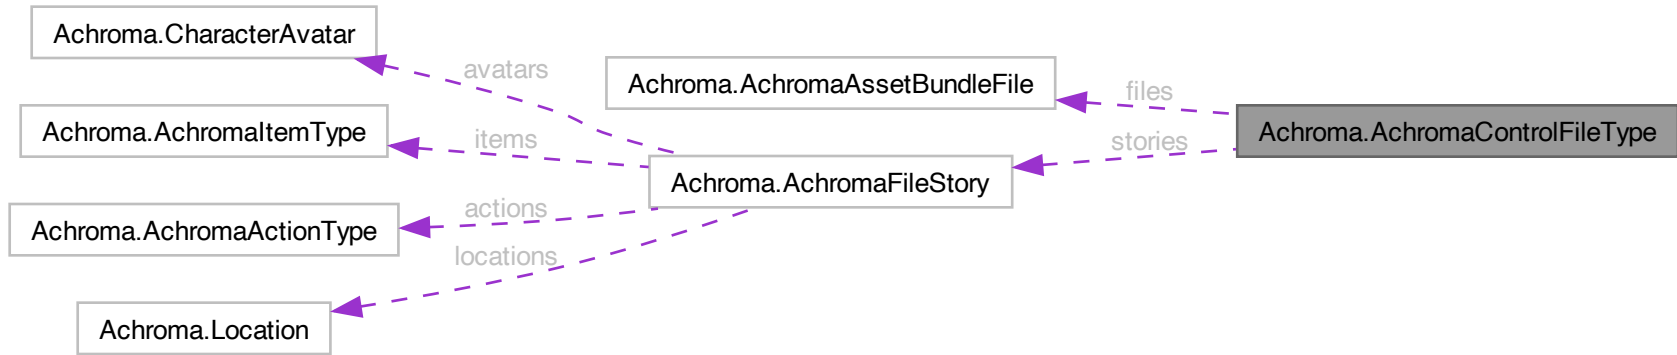 Achroma.CharacterAvatar
avatars
Achroma.AchromaAssetBundleFile
files
Achroma.AchromaItemType
items
Achroma.AchromaControlFileType
stories
Achroma.AchromaFileStory
actions
Achroma.AchromaActionType
locations
Achroma.Location